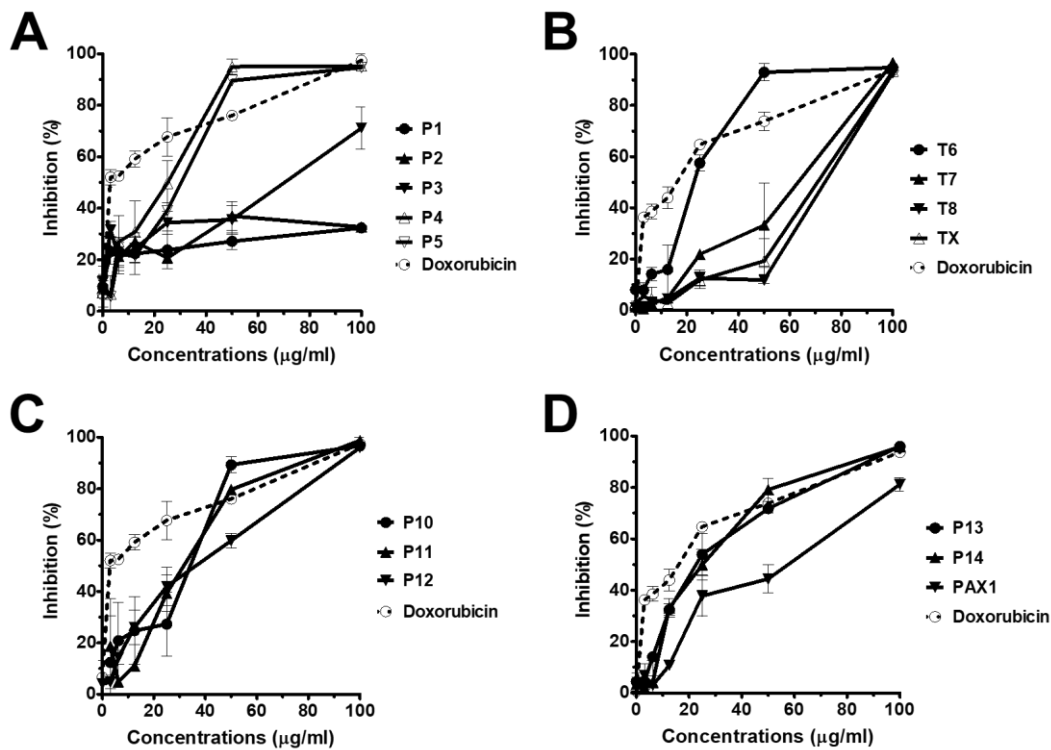 A
Inhibition (%)
100
80
60
40
20
0
0 20 40 60 80 100
Concentrations (μg/ml)
P1
P2
P3
P4
P5
Doxorubicin
B
Inhibition (%)
100
80
60
40
20
0
0 20 40 60 80 100
Concentrations (μg/ml)
T6
T7
T8
TX
Doxorubicin
C
Inhibition (%)
100
80
60
40
20
0
0 20 40 60 80 100
Concentrations (μg/ml)
P10
P11
P12
Doxorubicin
D
Inhibition (%)
100
80
60
40
20
0
0 20 40 60 80 100
Concentrations (μg/ml)
P13
P14
PAX1
Doxorubicin